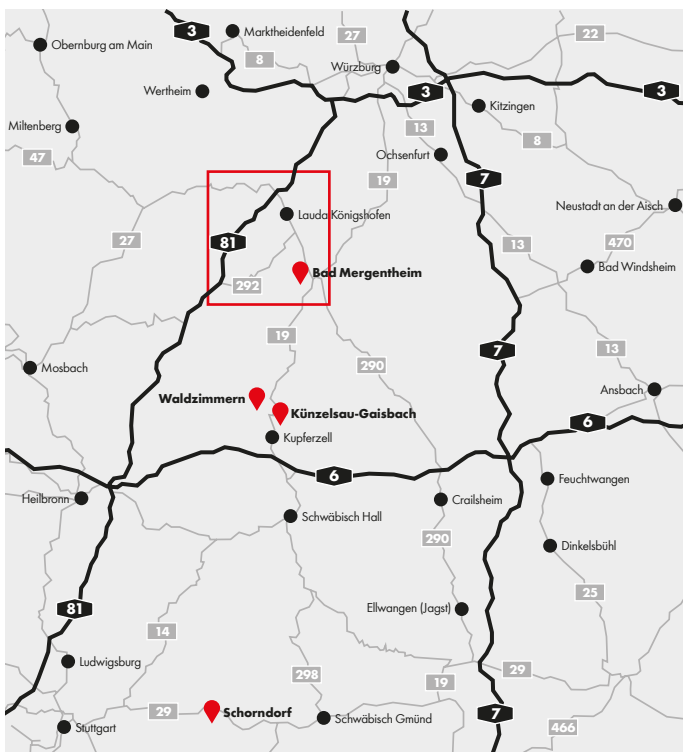 3
Marktheidenfeld
27
22
Obernburg am Main
8
Würzburg
Wertheim
3
3
Kitzingen
Miltenberg
13
8
47
Ochsenfurt
19
7
Lauda Königshofen
Neustadt an der Aisch
27
81
13
470
Bad Mergentheim
Bad Windsheim
292
19
7
13
290
Mosbach
Ansbach
Waldzimmern
Künzelsau-Gaisbach
6
Kupferzell
6
Feuchtwangen
Heilbronn
Crailsheim
Schwäbisch Hall
290
Dinkelsbühl
25
81
Ellwangen (Jagst)
14
Ludwigsburg
298
29
19
29
Schorndorf
Schwäbisch Gmünd
7
Stuttgart
466